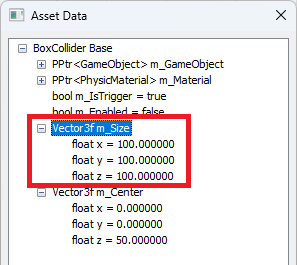 Asset Data
BoxCollider Base
PPtr<GameObject> m_GameObject
PPtr<PhysicMaterial> m_Material
bool m_IsTrigger = true
bool m_Enabled = false
Vector3f m_Size
float x = 100.000000
float y = 100.000000
float z = 100.000000
Vector3f m_Center
float x = 0.000000
float y = 0.000000
float z = 50.000000